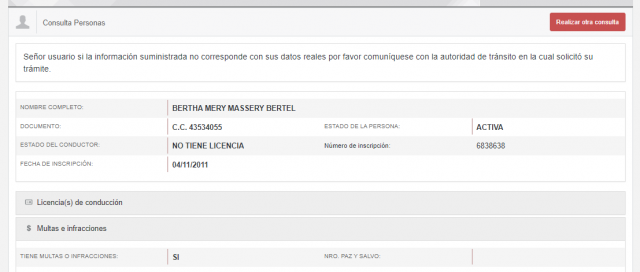 Consulta Personas
Realizar otra consulta
Señor usuario si la información suministrada no corresponde con sus datos reales por favor comuníquese con la autoridad de tránsito en la cual solicitó su
trámite.
NOMBRE COMPLETO: BERTHA MERY MASSERY BERTEL
DOCUMENTO: C.C. 43534055 ESTADO DE LA PERSONA: ACTIVA
ESTADO DEL CONDUCTOR: NO TIENE LICENCIA Número de inscripción: 6838638
FECHA DE INSCRIPCIÓN: 04/11/2011
Licencia(s) de conducción
$ Multas e infracciones
TIENE MULTAS O INFRACCIONES: SI NRO. PAZ Y SALVO: